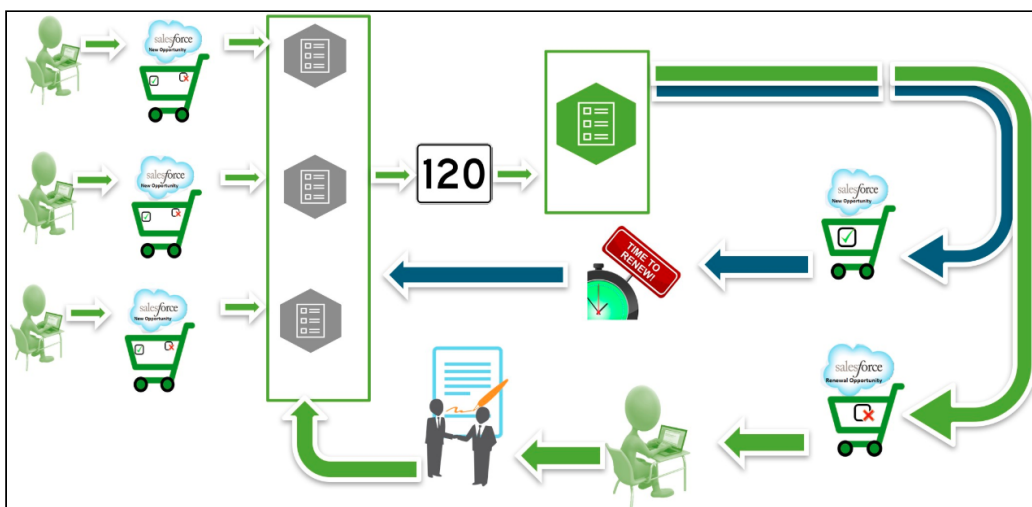 salesforce
New Opportunity
salesforce
New Opportunity
salesforce
New Opportunity
120
TIME TO
RENEW!
salesforce
New Opportunity
salesforce
Renewal Opportunity